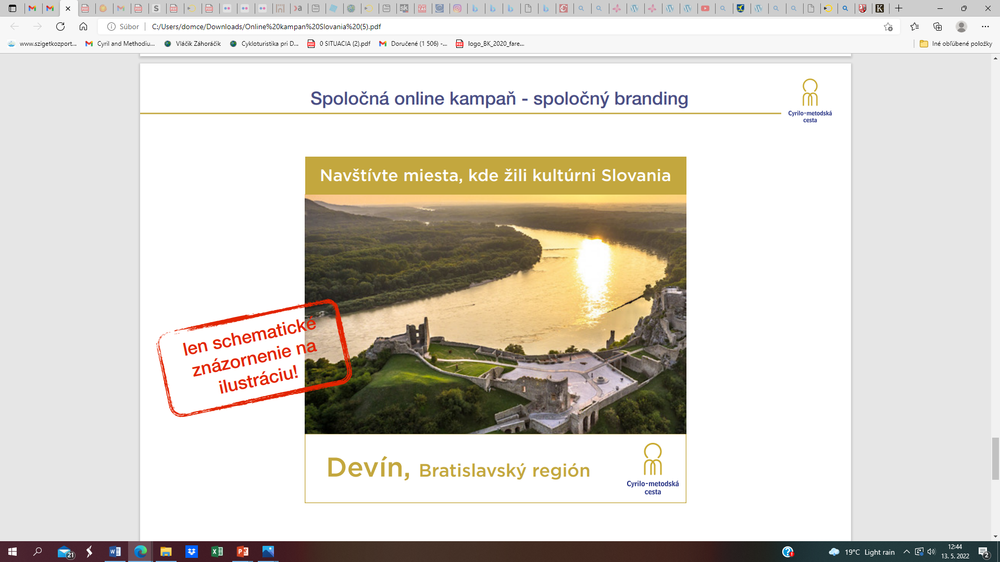 Súbor
C:/Users/domce/Downloads/Online%20kampan%20Slovania%20(5).pdf
www.szigetkozport...
Cyril and Methodiu...
Vláčik Záhoráčik
Cykloturistika pri D...
0 SITUACIA (2).pdf
Doručené (1 506) -...
logo_BK_2020_fare...
Iné obľúbené položky
Spoločná online kampaň - spoločný branding
Cyrilo-metodská
cesta
Navštívte miesta, kde žili kultúrni Slovania
len schematické
znázornenie na
ilustráciu!
Devín, Bratislavský región
Cyrilo-metodská
cesta
21
19°C Light rain
12:44
13. 5. 2022
2